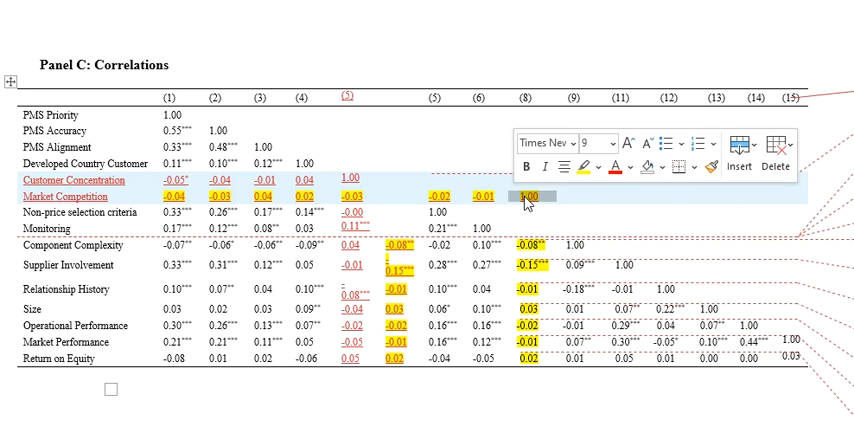 Panel C: Correlations
(1) (2) (3) (4) (5) (5) (6) (8) (9) (11) (12) (13) (14) (15)
PMS Priority 1.00
PMS Accuracy 0.55*** 1.00
PMS Alignment 0.33*** 0.48*** 1.00
Times Nev 9 A A
Developed Country Customer 0.11*** 0.10*** 0.12*** 1.00
B I A Insert Delete
Customer Concentration -0.05* -0.04 -0.01 0.04 1.00
Market Competition -0.04 -0.03 0.04 0.02 -0.03 -0.02 -0.01 1.00
Non-price selection criteria 0.33*** 0.26*** 0.17*** 0.14*** -0.00 1.00
Monitoring 0.17*** 0.12*** 0.08** 0.03 0.11*** 0.21*** 1.00
Component Complexity -0.07** -0.06* -0.06** -0.09** 0.04 -0.08** -0.02 0.10*** -0.08** 1.00
Supplier Involvement 0.33*** 0.31*** 0.12*** 0.05 -0.01 -0.15*** 0.28*** 0.27*** -0.15*** 0.09*** 1.00
Relationship History 0.10*** 0.07** 0.04 0.10*** -0.08*** -0.01 0.10*** 0.04 -0.01 -0.18*** -0.01 1.00
Size 0.03 0.02 0.03 0.09** -0.04 0.03 0.06* 0.10*** 0.03 0.01 0.07** 0.22*** 1.00
Operational Performance 0.30*** 0.26*** 0.13*** 0.07** -0.02 -0.02 0.16*** 0.16*** -0.02 -0.01 0.29*** 0.04 0.07** 1.00
Market Performance 0.21*** 0.21*** 0.11*** 0.05 -0.05 -0.01 0.16*** 0.12*** -0.01 0.07** 0.30*** -0.05* 0.10*** 0.44*** 1.00
Return on Equity -0.08 0.01 0.02 -0.06 0.05 0.02 -0.04 -0.05 0.02 0.01 0.05 0.01 0.00 0.00 0.03